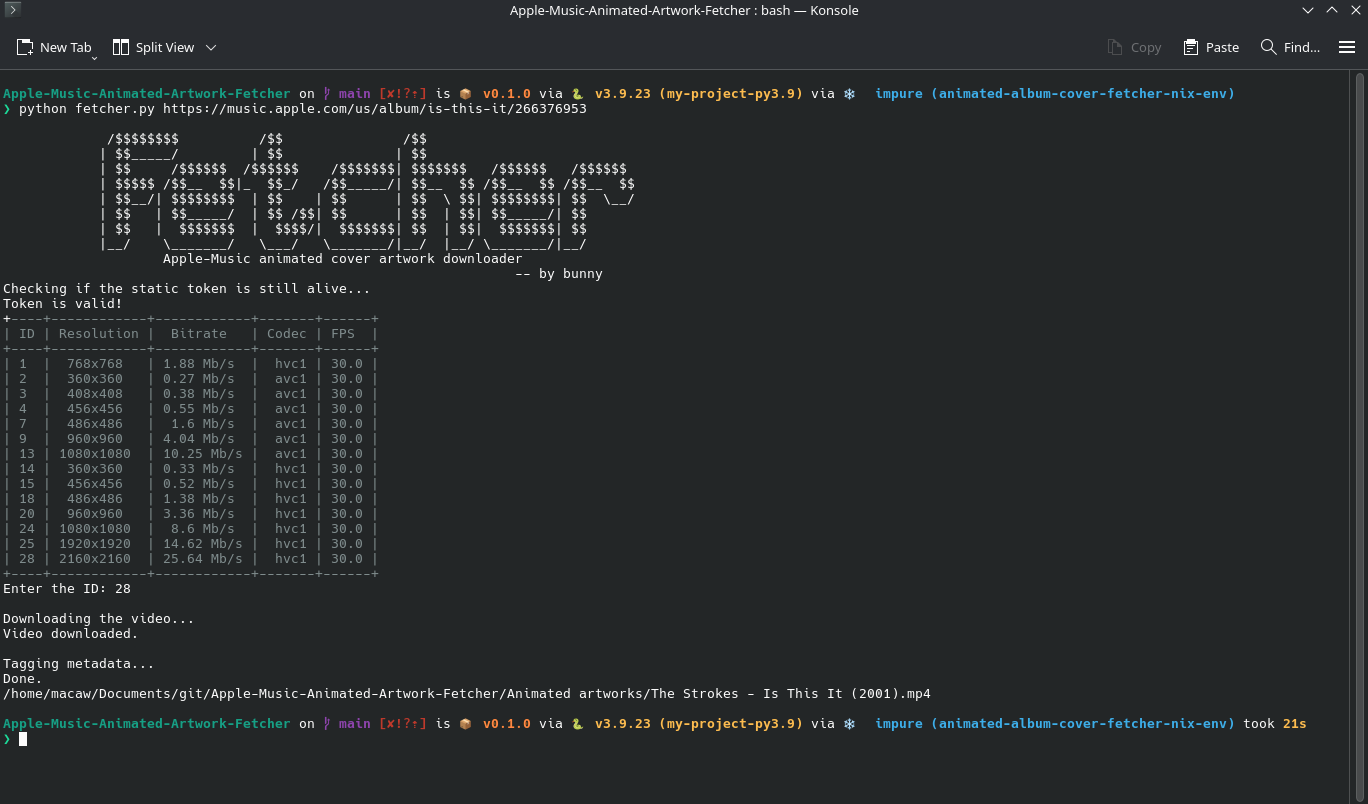 Apple-Music-Animated-Artwork-Fetcher : bash — Konsole
New Tab Split View Copy Paste Find...
Apple-Music-Animated-Artwork-Fetcher on main [✘!?⇡] is 📦 v0.1.0 via 🐍 v3.9.23 (my-project-py3.9) via ❄️ impure (animated-album-cover-fetcher-nix-env)
❯ python fetcher.py https://music.apple.com/us/album/is-this-it/266376953
             /$$$$$$$$          /$$               /$$
            | $$_____/         | $$              | $$
            | $$     /$$$$$$  /$$$$$$    /$$$$$$$| $$$$$$$   /$$$$$$   /$$$$$$
            | $$$$$ /$$__  $$|_  $$_/   /$$_____/| $$__  $$ /$$__  $$ /$$__  $$
            | $$__/| $$$$$$$$  | $$    | $$      | $$  \ $$| $$$$$$$$| $$  \__/
            | $$   | $$_____/  | $$ /$$| $$      | $$  | $$| $$_____/| $$
            | $$   |  $$$$$$$  |  $$$$/|  $$$$$$$| $$  | $$|  $$$$$$$| $$
            |__/    \_______/   \___/   \_______/|__/  |__/ \_______/|__/
                    Apple-Music animated cover artwork downloader
                                                                -- by bunny
Checking if the static token is still alive...
Token is valid!
+----+------------+------------+-------+------+
| ID | Resolution |  Bitrate   | Codec | FPS  |
+----+------------+------------+-------+------+
| 1  |  768x768   | 1.88 Mb/s  |  hvc1 | 30.0 |
| 2  |  360x360   | 0.27 Mb/s  |  avc1 | 30.0 |
| 3  |  408x408   | 0.38 Mb/s  |  avc1 | 30.0 |
| 4  |  456x456   | 0.55 Mb/s  |  avc1 | 30.0 |
| 7  |  486x486   |  1.6 Mb/s  |  avc1 | 30.0 |
| 9  |  960x960   | 4.04 Mb/s  |  avc1 | 30.0 |
| 13 | 1080x1080  | 10.25 Mb/s |  avc1 | 30.0 |
| 14 |  360x360   | 0.33 Mb/s  |  hvc1 | 30.0 |
| 15 |  456x456   | 0.52 Mb/s  |  hvc1 | 30.0 |
| 18 |  486x486   | 1.38 Mb/s  |  hvc1 | 30.0 |
| 20 |  960x960   | 3.36 Mb/s  |  hvc1 | 30.0 |
| 24 | 1080x1080  |  8.6 Mb/s  |  hvc1 | 30.0 |
| 25 | 1920x1920  | 14.62 Mb/s |  hvc1 | 30.0 |
| 28 | 2160x2160  | 25.64 Mb/s |  hvc1 | 30.0 |
+----+------------+------------+-------+------+
Enter the ID: 28
Downloading the video...
Video downloaded.
Tagging metadata...
Done.
/home/macaw/Documents/git/Apple-Music-Animated-Artwork-Fetcher/Animated artworks/The Strokes - Is This It (2001).mp4
Apple-Music-Animated-Artwork-Fetcher on main [✘!?⇡] is 📦 v0.1.0 via 🐍 v3.9.23 (my-project-py3.9) via ❄️ impure (animated-album-cover-fetcher-nix-env) took 21s
❯